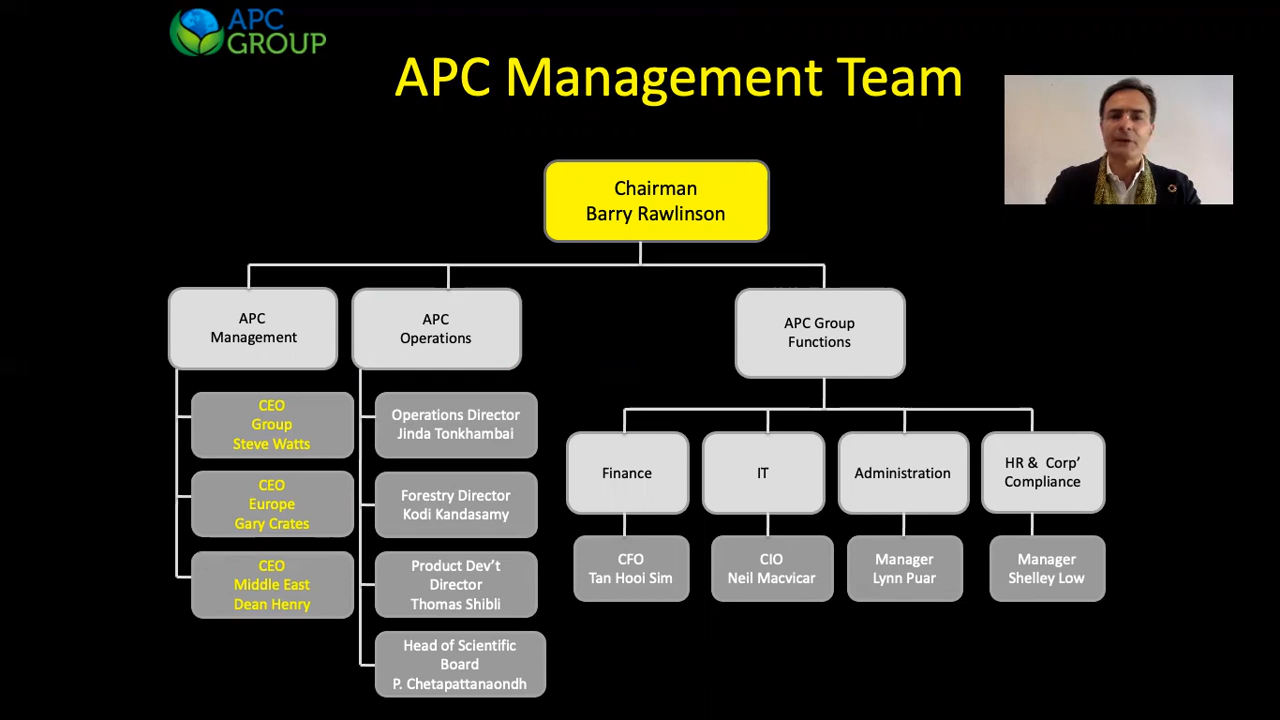 APC
GROUP
APC Management Team
Chairman
Barry Rawlinson
APC
Management
APC
Operations
APC Group
Functions
CEO
Group
Steve Watts
CEO
Europe
Gary Crates
CEO
Middle East
Dean Henry
Operations Director
Jinda Tonkhambai
Forestry Director
Kodi Kandasamy
Product Dev’t
Director
Thomas Shibli
Head of Scientific
Board
P. Chetapattanaondh
Finance
IT
Administration
HR & Corp’
Compliance
CFO
Tan Hooi Sim
CIO
Neil Macvicar
Manager
Lynn Puar
Manager
Shelley Low